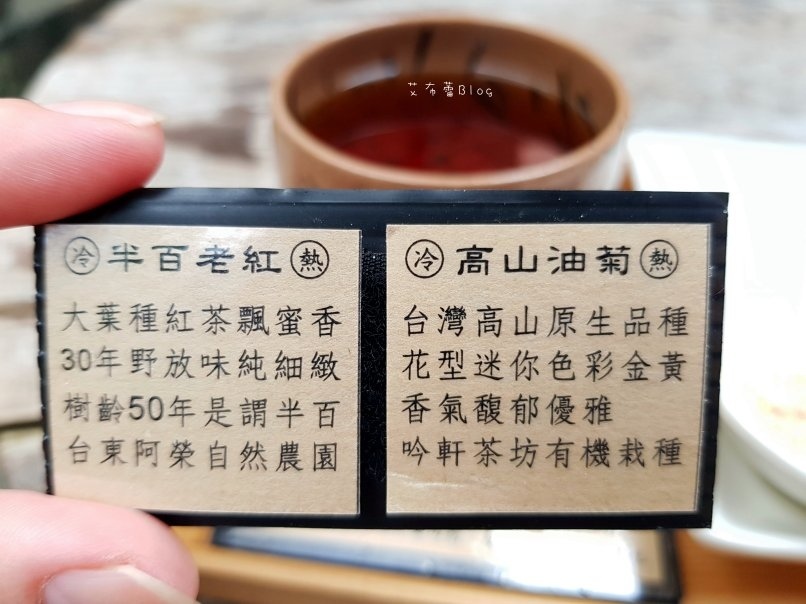 艾布蕾Blog
冷 半百老紅 熱
大葉種紅茶飄蜜香
30年野放味純細緻
樹齡50年是謂半百
台東阿榮自然農園
冷 高山油菊 熱
台灣高山原生品種
花型迷你色彩金黃
香氣馥郁優雅
吟軒茶坊有機栽種